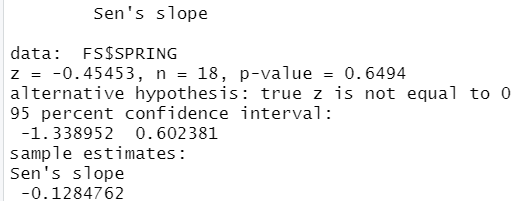 Sen's slope
data: FS$SPRING
z = -0.45453, n = 18, p-value = 0.6494
alternative hypothesis: true z is not equal to 0
95 percent confidence interval:
-1.338952 0.602381
sample estimates:
Sen's slope
-0.1284762